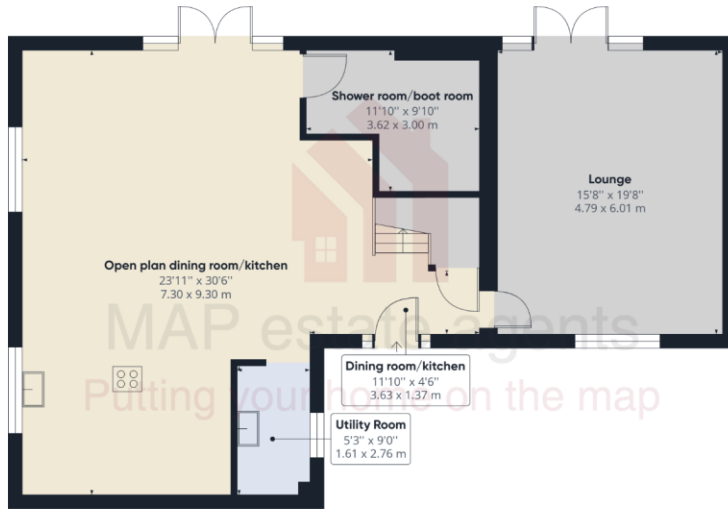 Shower room/boot room
11'10'' x 9'10''
3.62 x 3.00 m
Lounge
15'8'' x 19'8''
4.79 x 6.01 m
Open plan dining room/kitchen
23'11'' x 30'6''
7.30 x 9.30 m
MAP estate agents
Putting your home on the map
Dining room/kitchen
11'10'' x 4'6''
3.63 x 1.37 m
Utility Room
5'3'' x 9'0''
1.61 x 2.76 m